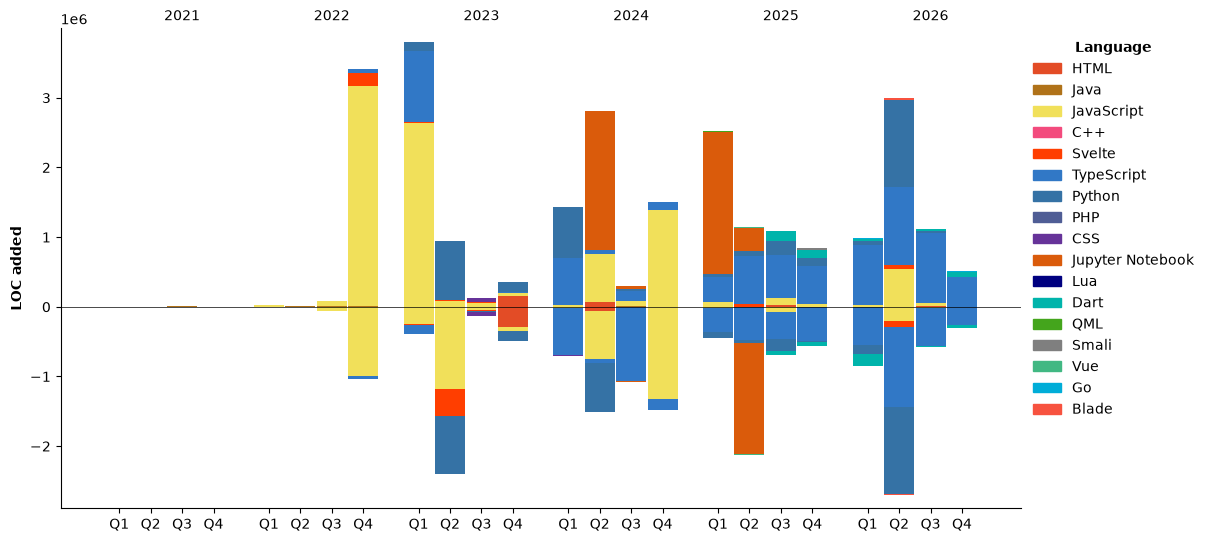 1e6
2021 2022 2023 2024 2025 2026
LOC added
3
2
1
0
−1
−2
Q1 Q2 Q3 Q4 Q1 Q2 Q3 Q4 Q1 Q2 Q3 Q4 Q1 Q2 Q3 Q4 Q1 Q2 Q3 Q4 Q1 Q2 Q3 Q4
Language
HTML
Java
JavaScript
C++
Svelte
TypeScript
Python
PHP
CSS
Jupyter Notebook
Lua
Dart
QML
Smali
Vue
Go
Blade